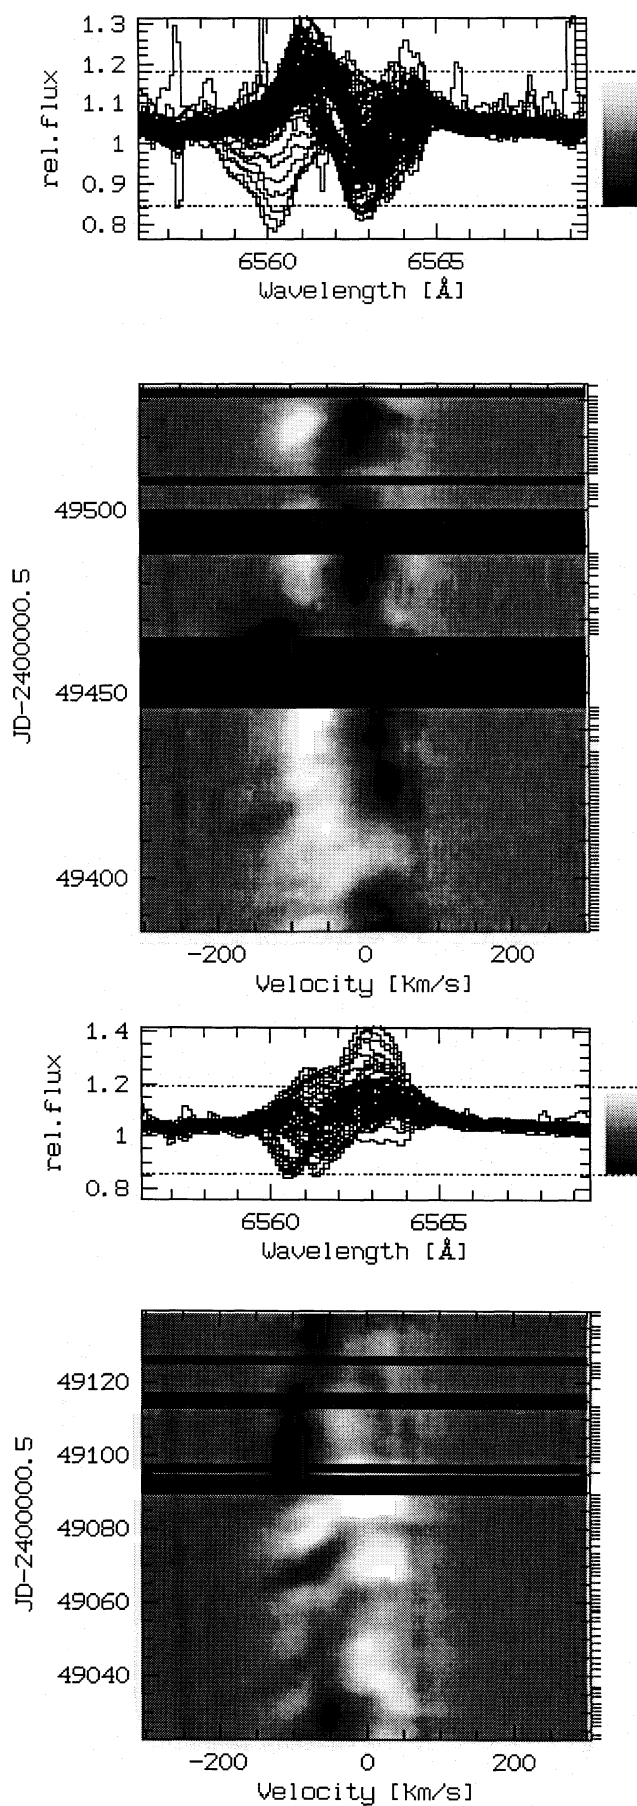 1.3
1.2
1.1
1
0.9
0.8
rel.flux
6560 6565
Wavelength [Å]
49500
49450
49400
JD-2400000.5
-200 0 200
Velocity [Km/s]
1.4
1.2
1
0.8
rel.flux
6560 6565
Wavelength [Å]
49120
49100
49080
49060
49040
JD-2400000.5
-200 0 200
Velocity [Km/s]